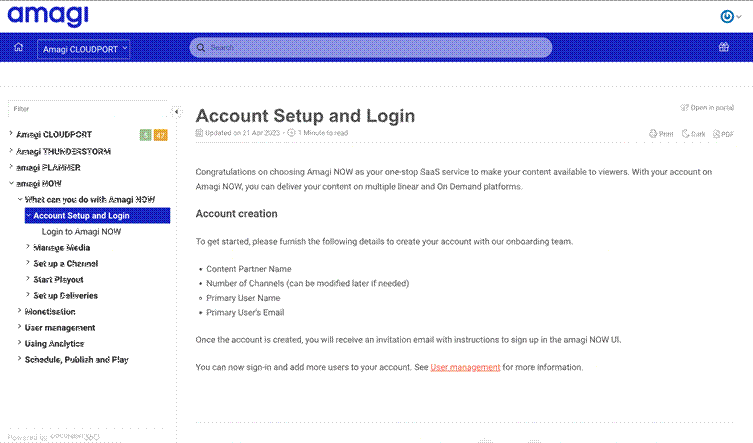 amagi
Amagi CLOUDPORT
Search
Filter
Amagi CLOUDPORT 5 42
Amagi THUNDERSTORM
amagi PLANNER
amagi NOW
What can you do with Amagi NOW
Account Setup and Login
Login to Amagi NOW
Manage Media
Set up a Channel
Start Playout
Set up Deliveries
Monetisation
User management
Using Analytics
Schedule, Publish and Play
Powered by
Open in portal
Account Setup and Login
Updated on 21 Apr 2023 - 1 Minute to read
Print Dark PDF
Congratulations on choosing Amagi NOW as your one-stop SaaS service to make your content available to viewers. With your account on
Amagi NOW, you can deliver your content on multiple linear and On Demand platforms.
Account creation
To get started, please furnish the following details to create your account with our onboarding team.
Content Partner Name
Number of Channels (can be modified later if needed)
Primary User Name
Primary User's Email
Once the account is created, you will receive an invitation email with instructions to sign up in the amagi NOW UI.
You can now sign-in and add more users to your account. See User management for more information.